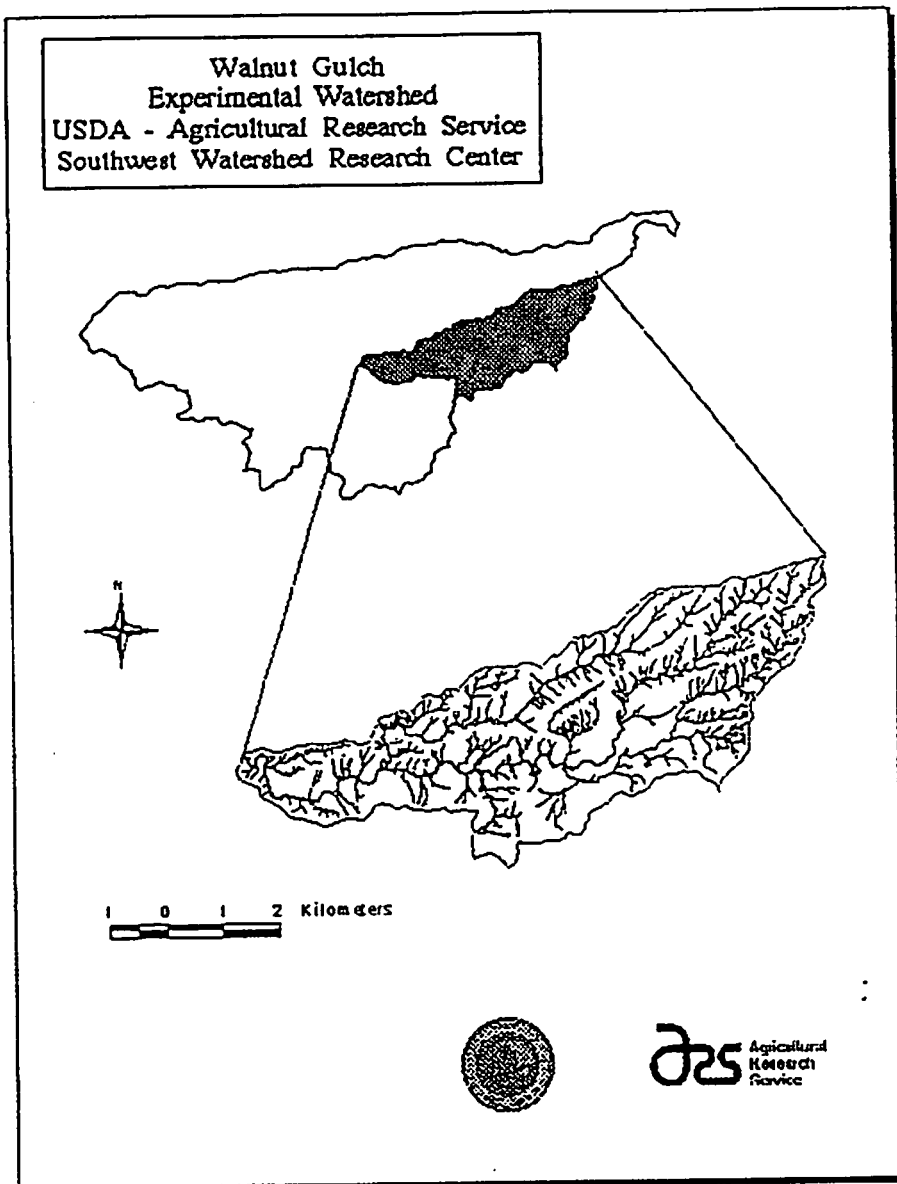 Walnut Gulch
Experimental Watershed
USDA - Agricultural Research Service
Southwest Watershed Research Center
N
1 0 1 2 Kilometers
ars Agricultural
Research
Service